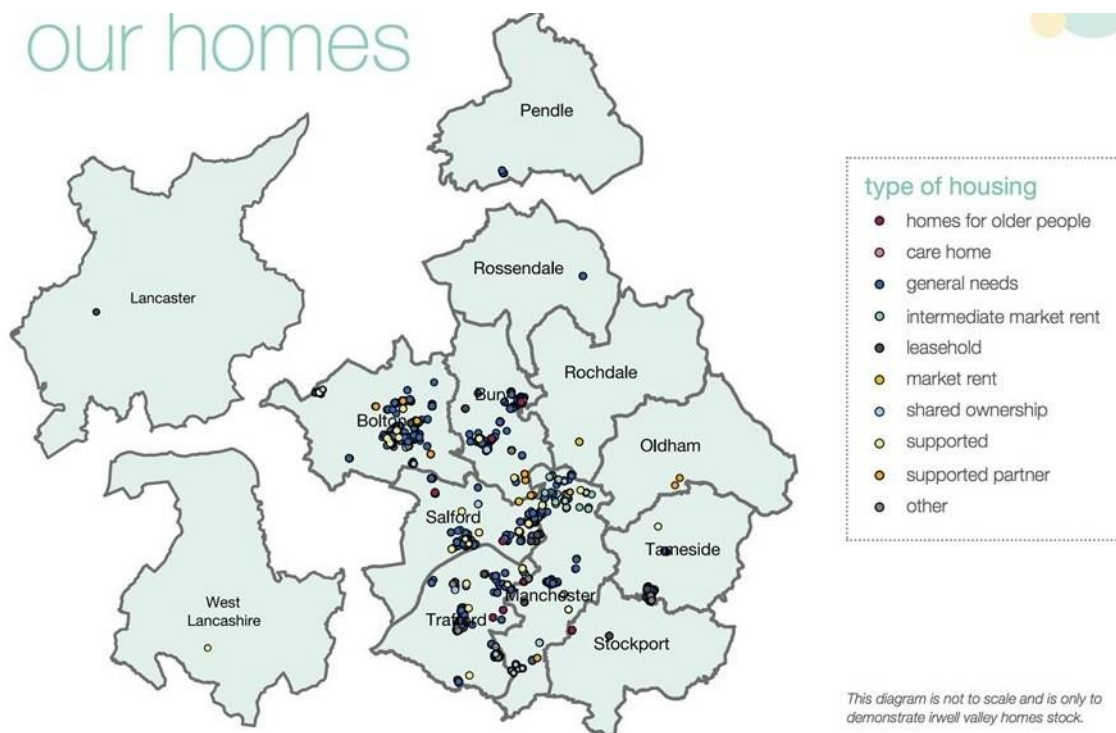 our homes
Pendle
Rossendale
Lancaster
Rochdale
Bury
Bolton
Oldham
Salford
Tameside
Manchester
West
Lancashire
Trafford
Stockport
type of housing
homes for older people
care home
general needs
intermediate market rent
leasehold
market rent
shared ownership
supported
supported partner
other
This diagram is not to scale and is only to
demonstrate irwell valley homes stock.